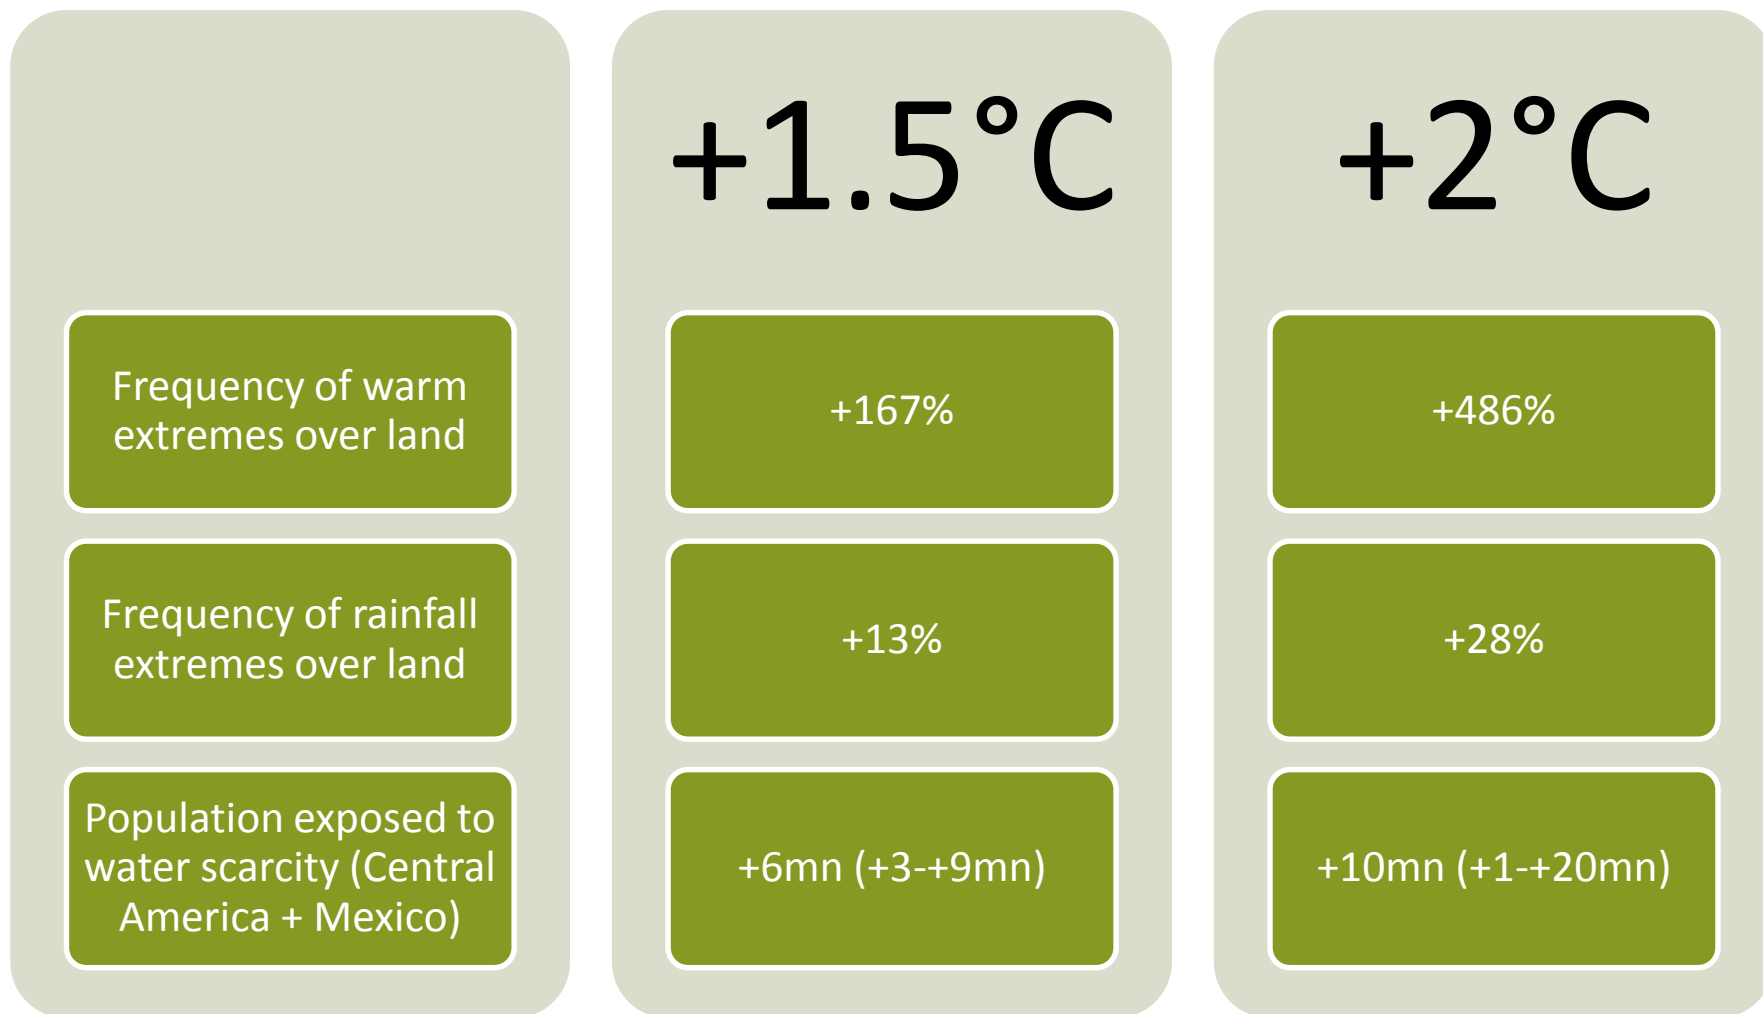 +1.5°C
+2°C
Frequency of warm
extremes over land
+167%
+486%
Frequency of rainfall
extremes over land
+13%
+28%
Population exposed to
water scarcity (Central
America + Mexico)
+6mn (+3-+9mn)
+10mn (+1-+20mn)